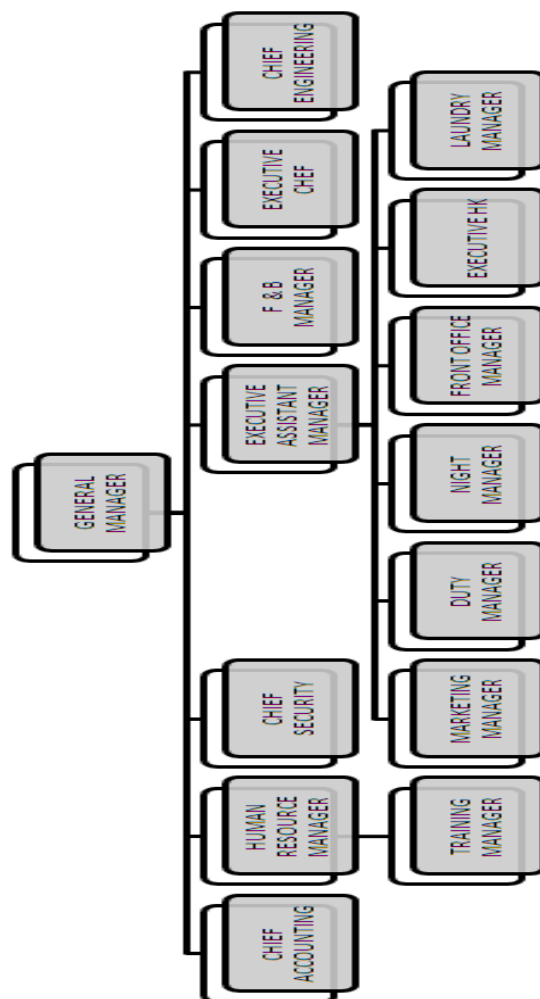 GENERAL
MANAGER
CHIEF
ACCOUNTING
HUMAN
RESOURCE
MANAGER
CHIEF
SECURITY
EXECUTIVE
ASSISTANT
MANAGER
F & B
MANAGER
EXECUTIVE
CHEF
CHIEF
ENGINEERING
TRAINING
MANAGER
MARKETING
MANAGER
DUTY
MANAGER
NIGHT
MANAGER
FRONT OFFICE
MANAGER
EXECUTIVE HK
LAUNDRY
MANAGER